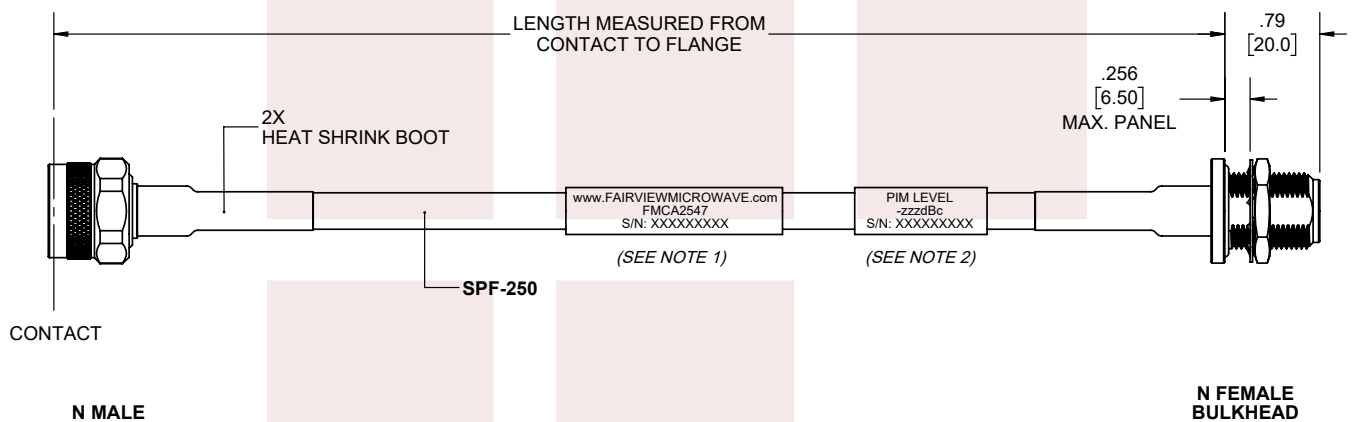 LENGTH MEASURED FROM
CONTACT TO FLANGE
.79
[20.0]
.256
[6.50]
MAX. PANEL
2X
HEAT SHRINK BOOT
www.FAIRVIEWMICROWAVE.com
FMCA2547
S/N: XXXXXXXXX
PIM LEVEL
-zzzdBc
S/N: XXXXXXXXX
(SEE NOTE 1)
(SEE NOTE 2)
SPF-250
CONTACT
N MALE
N FEMALE
BULKHEAD